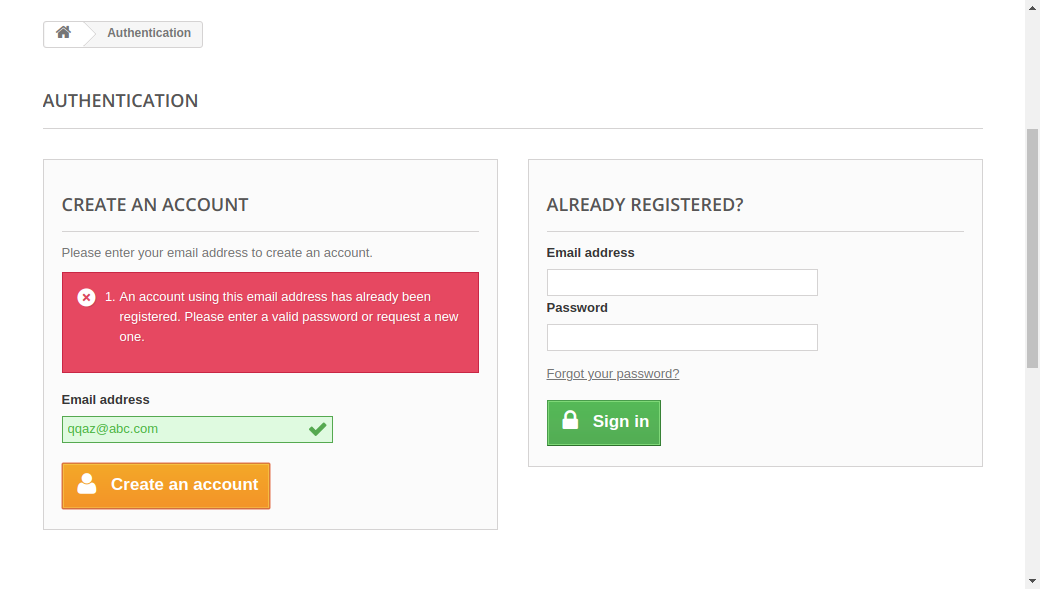 Authentication
AUTHENTICATION
CREATE AN ACCOUNT
Please enter your email address to create an account.
1. An account using this email address has already been
registered. Please enter a valid password or request a new
one.
Email address
qqaz@abc.com
Create an account
ALREADY REGISTERED?
Email address
Password
Forgot your password?
Sign in